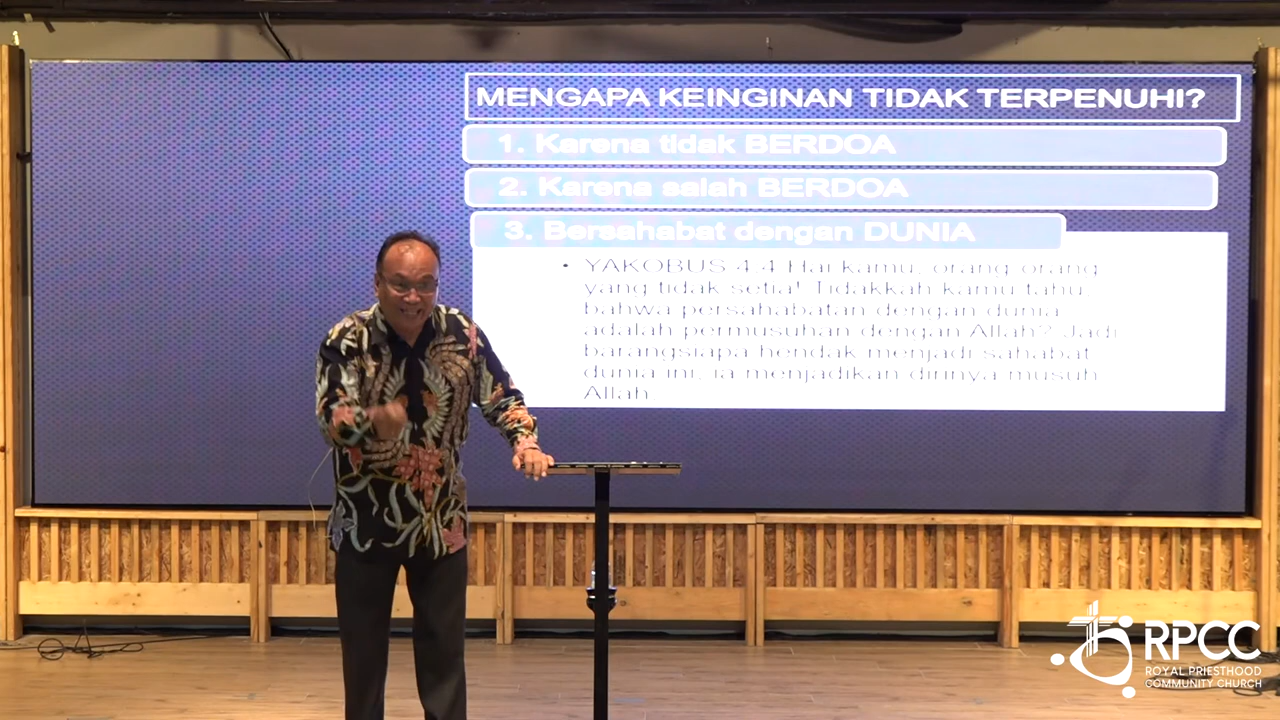 MENGAPA KEINGINAN TIDAK TERPENUHI?
1. Karena tidak BERDOA
2. Karena salah BERDOA
3. Bersahabat dengan DUNIA
• YAKOBUS 4:4 Hai kamu, orang-orang
yang tidak setia! Tidakkah kamu tahu,
bahwa persahabatan dengan dunia
adalah permusuhan dengan Allah? Jadi
barangsiapa hendak menjadi sahabat
dunia ini, ia menjadikan dirinya musuh
Allah.
RPCC
ROYAL PRIESTHOOD
COMMUNITY CHURCH